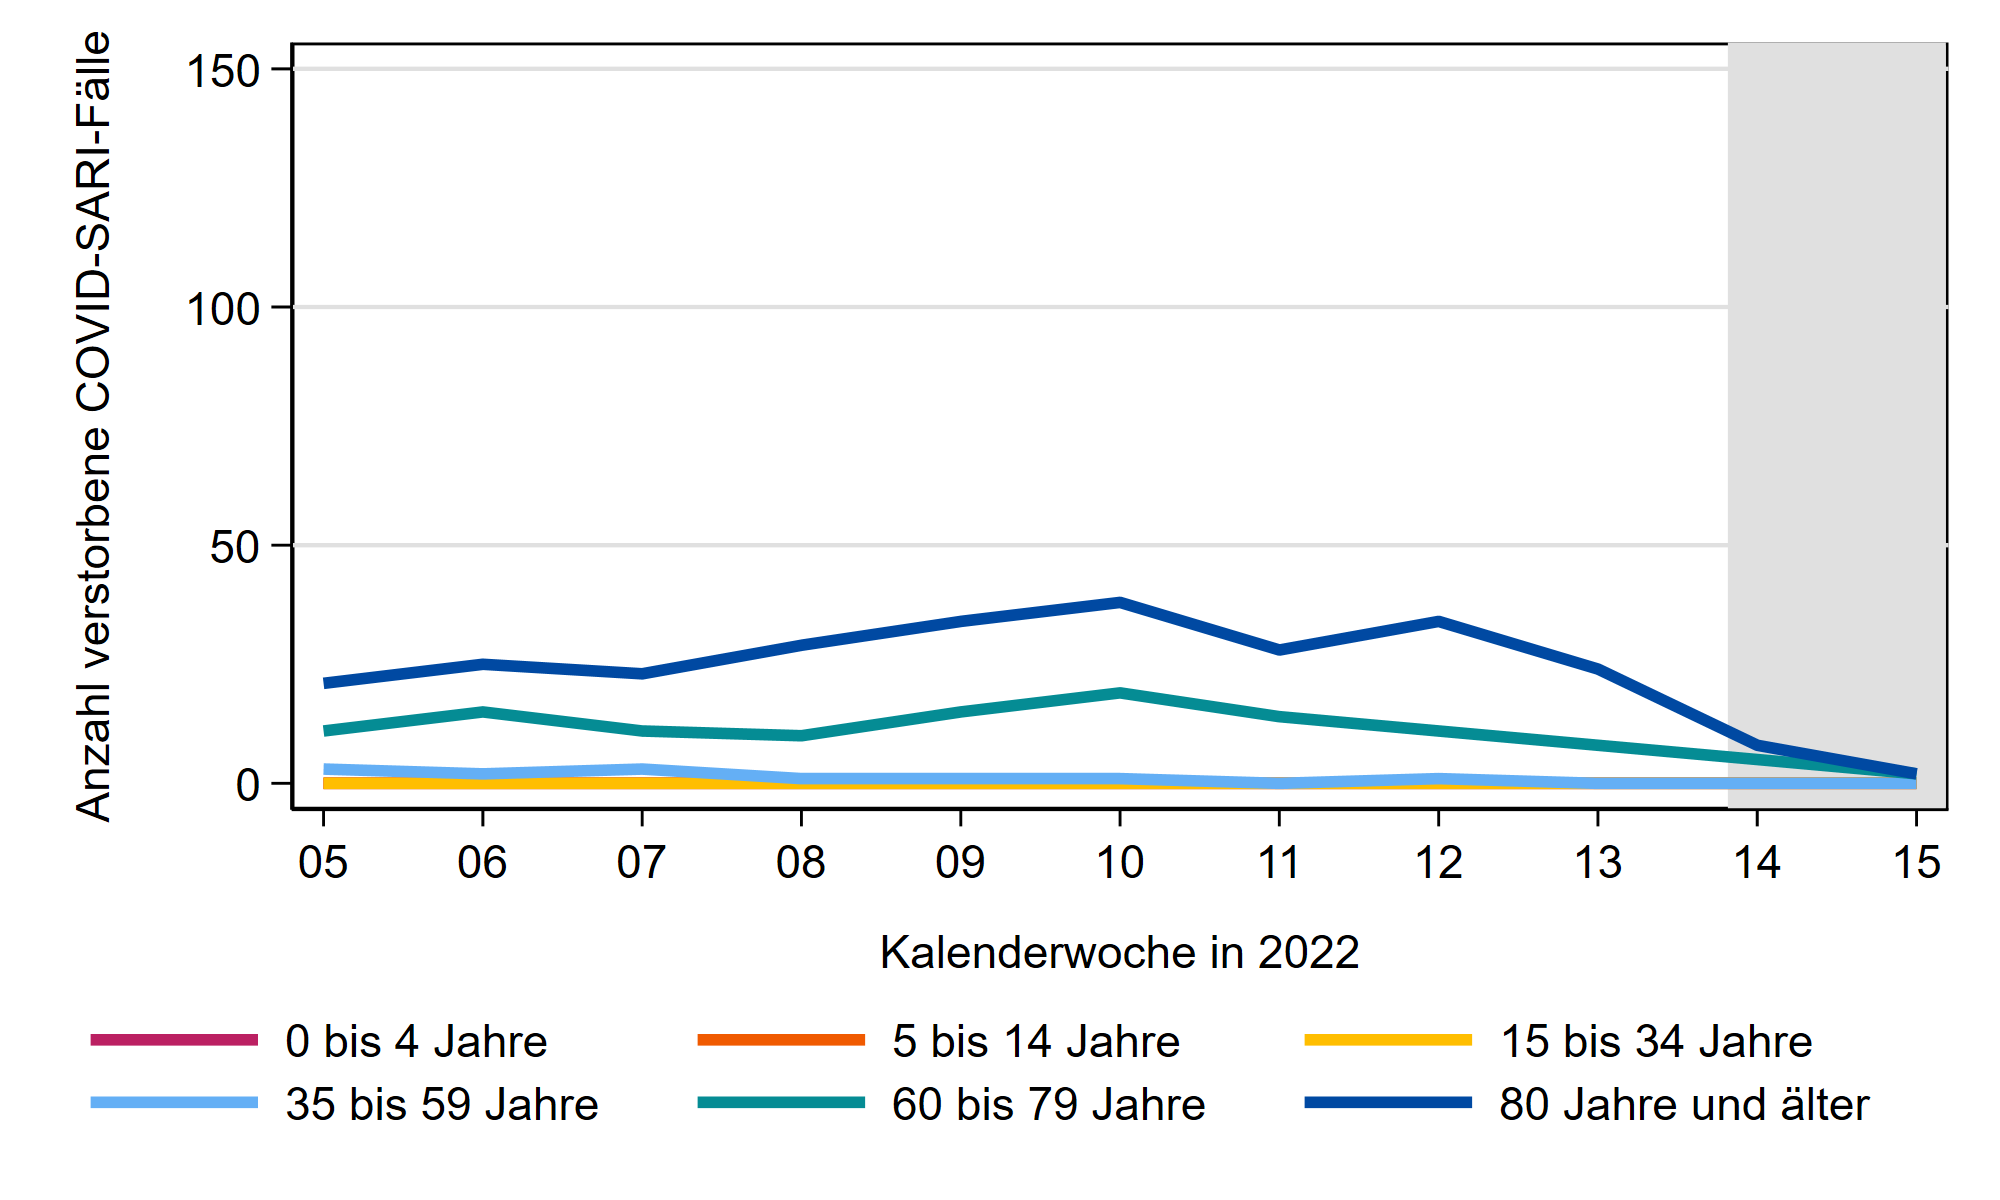 Anzahl verstorbene COVID-SARI-Fälle
150
100
50
0
05 06 07 08 09 10 11 12 13 14 15
Kalenderwoche in 2022
0 bis 4 Jahre 5 bis 14 Jahre 15 bis 34 Jahre
35 bis 59 Jahre 60 bis 79 Jahre 80 Jahre und älter